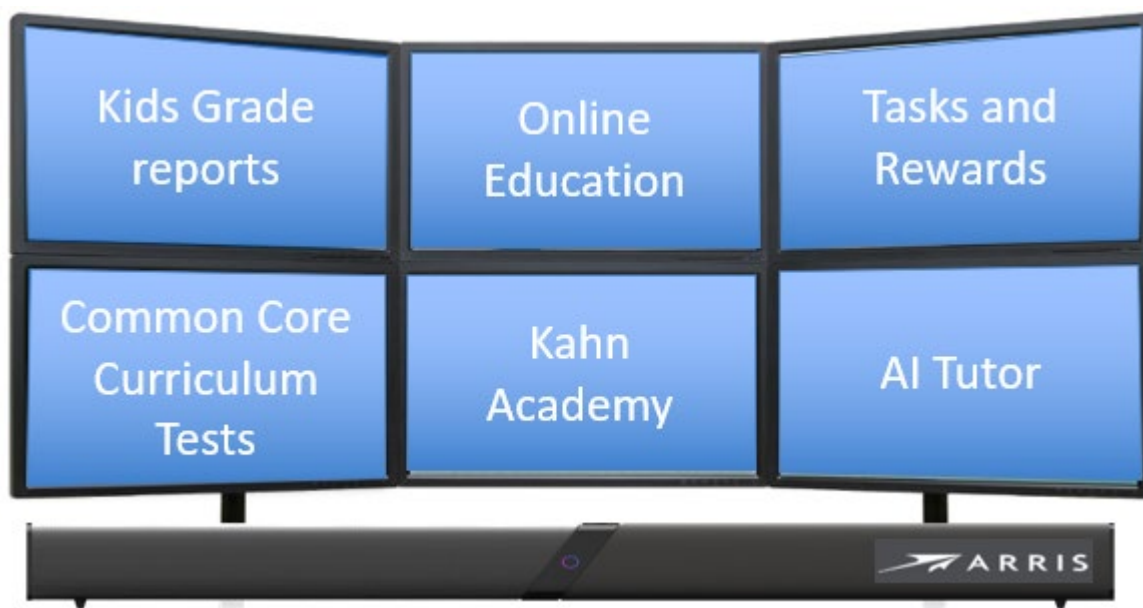 Kids Grade
reports
Online
Education
Tasks and
Rewards
Common Core
Curriculum
Tests
Kahn
Academy
AI Tutor
ARRIS